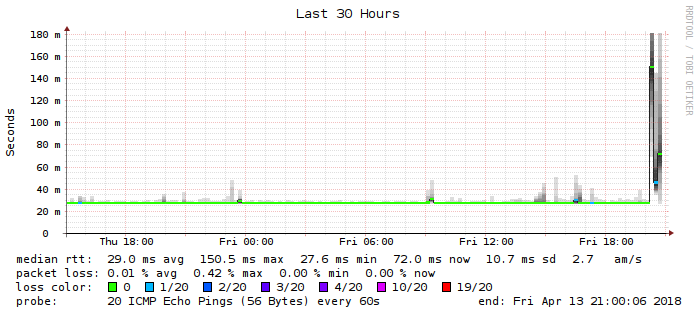 Last 30 Hours
RRDTOOL / TOBI OETIKER
Seconds
180 m
160 m
140 m
120 m
100 m
80 m
60 m
40 m
20 m
0
Thu 18:00 Fri 00:00 Fri 06:00 Fri 12:00 Fri 18:00
median rtt: 29.0 ms avg 150.5 ms max 27.6 ms min 72.0 ms now 10.7 ms sd 2.7 am/s
packet loss: 0.01 % avg 0.42 % max 0.00 % min 0.00 % now
loss color: 0 1/20 2/20 3/20 4/20 10/20 19/20
probe: 20 ICMP Echo Pings (56 Bytes) every 60s end: Fri Apr 13 21:00:06 2018